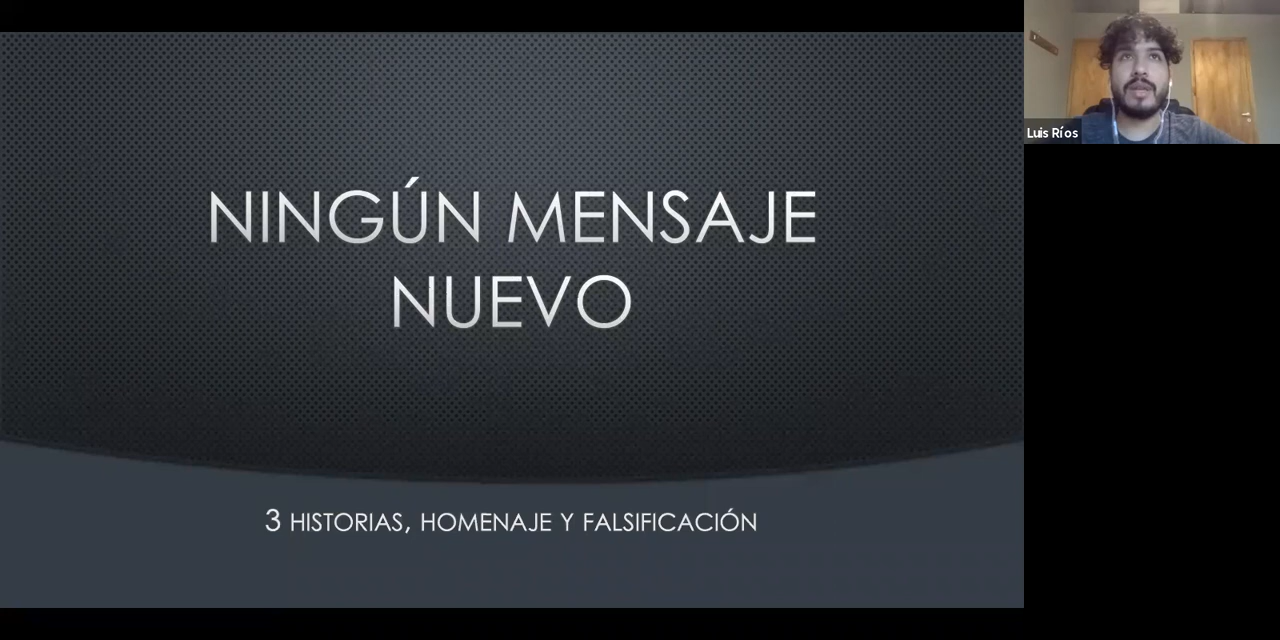 NINGÚN MENSAJE
NUEVO
3 HISTORIAS, HOMENAJE Y FALSIFICACIÓN
Luis Ríos